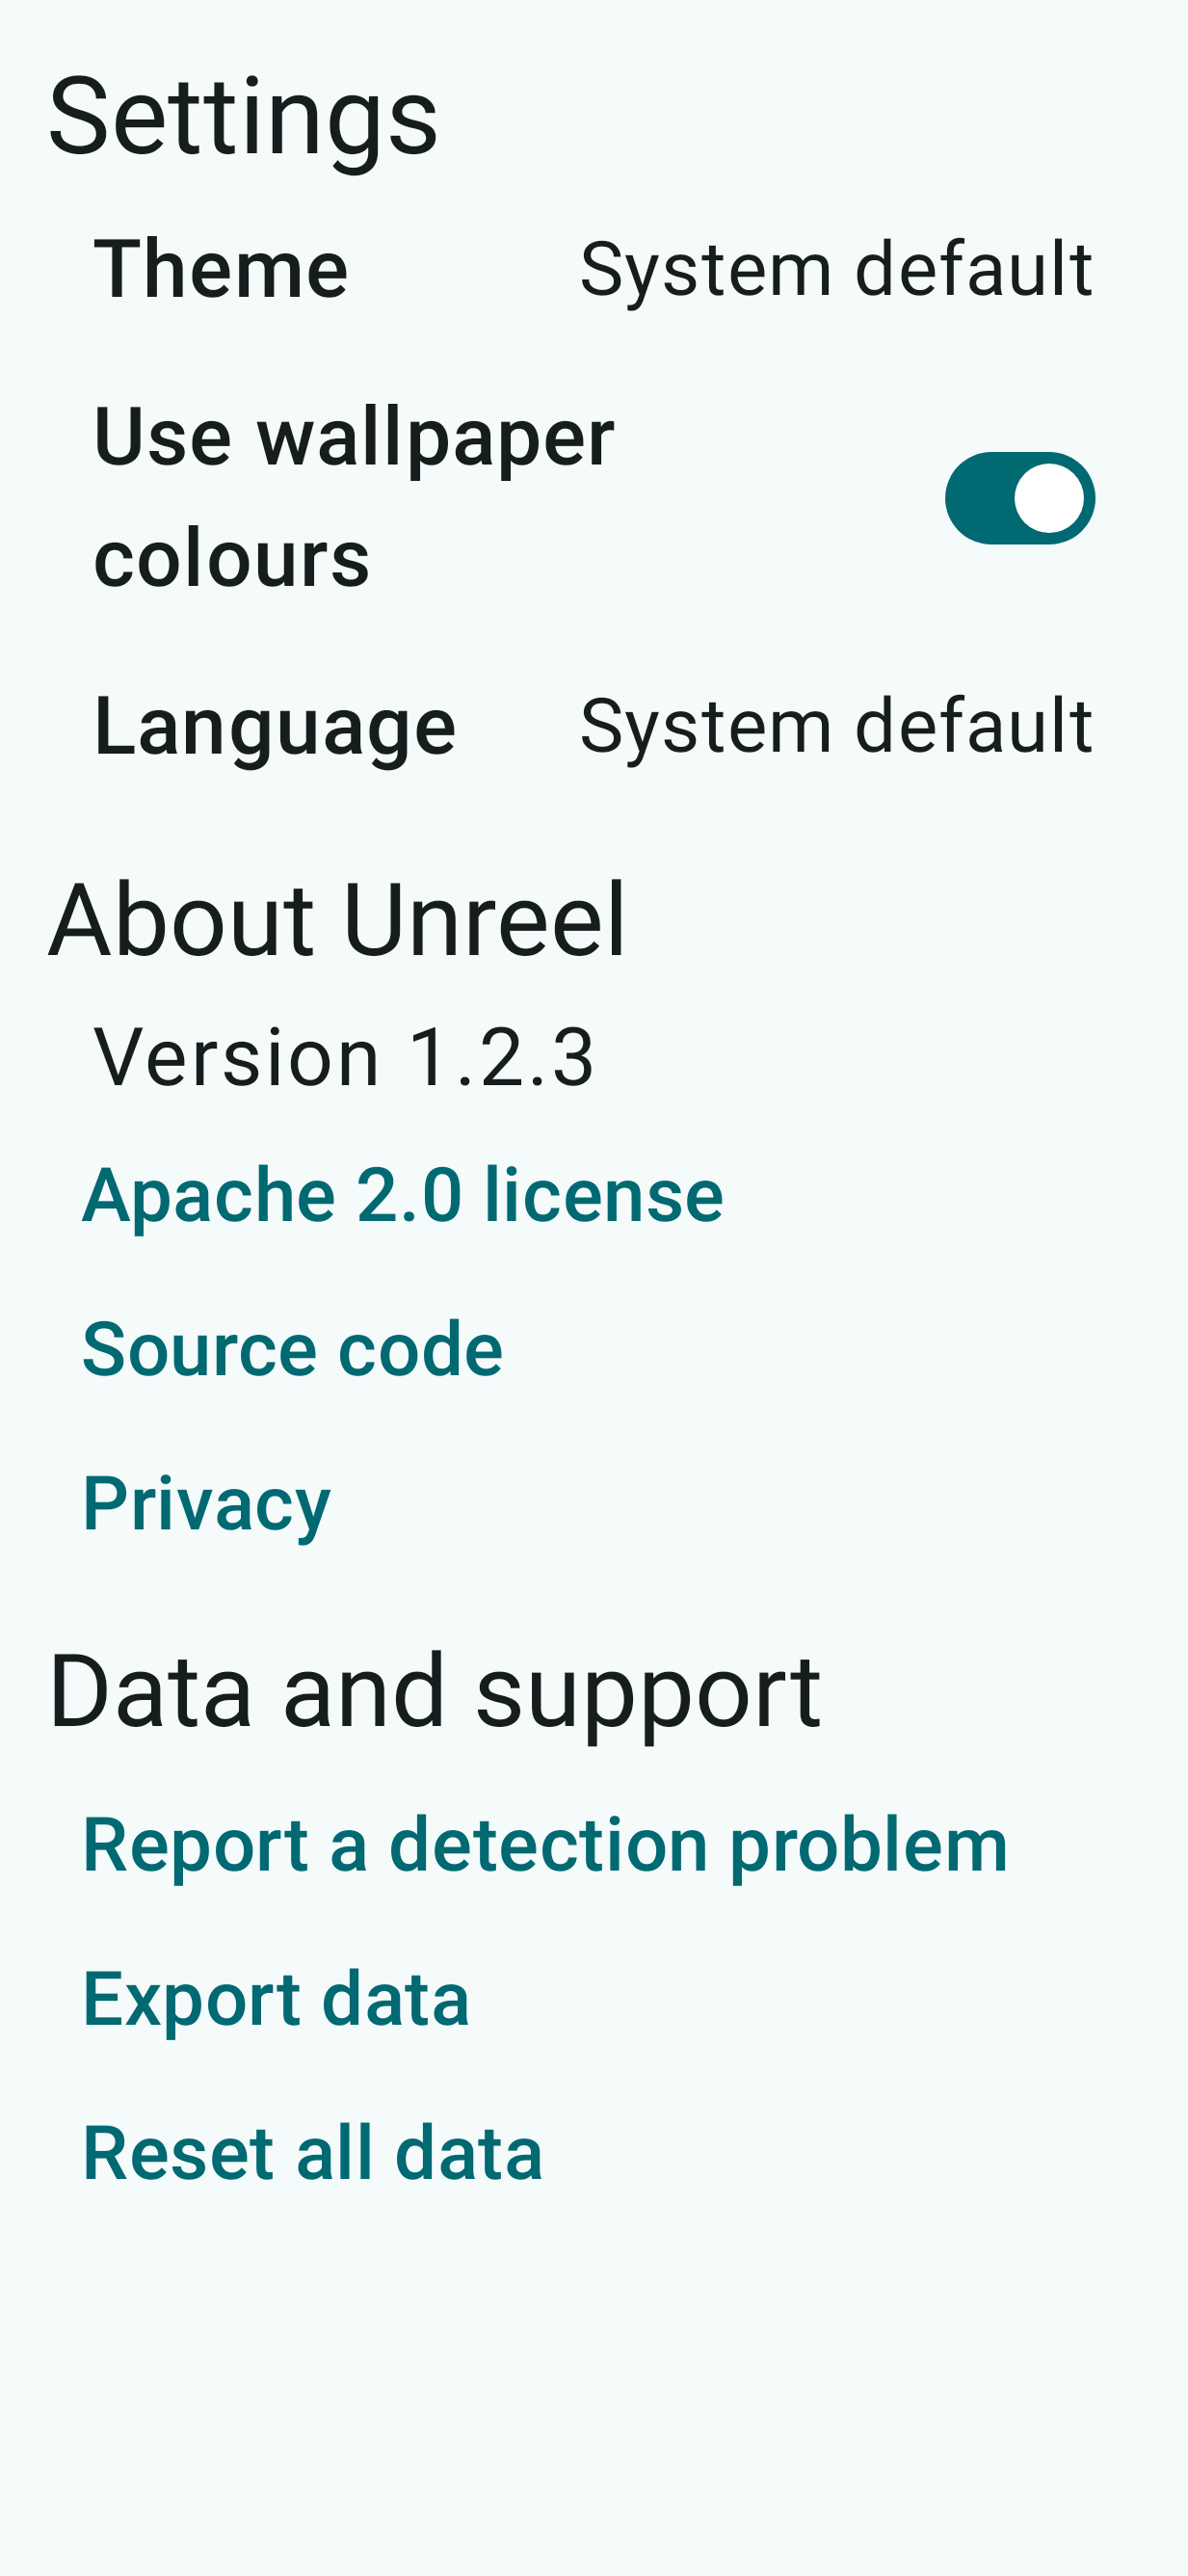 Settings
Theme System default
Use wallpaper
colours
Language System default
About Unreel
Version 1.2.3
Apache 2.0 license
Source code
Privacy
Data and support
Report a detection problem
Export data
Reset all data